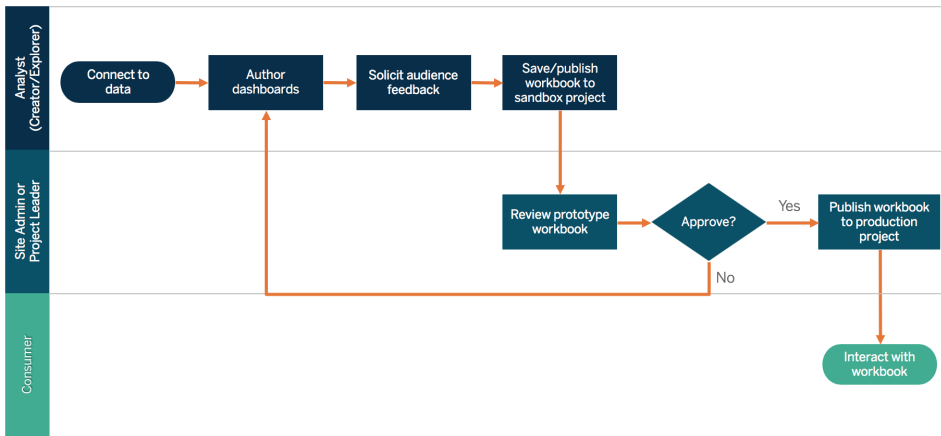 Analyst
(Creator/Explorer)
Connect to
data
Author
dashboards
Solicit audience
feedback
Save/publish
workbook to
sandbox project
Site Admin or
Project Leader
Review prototype
workbook
Approve?
Yes
Publish workbook
to production
project
No
Consumer
Interact with
workbook